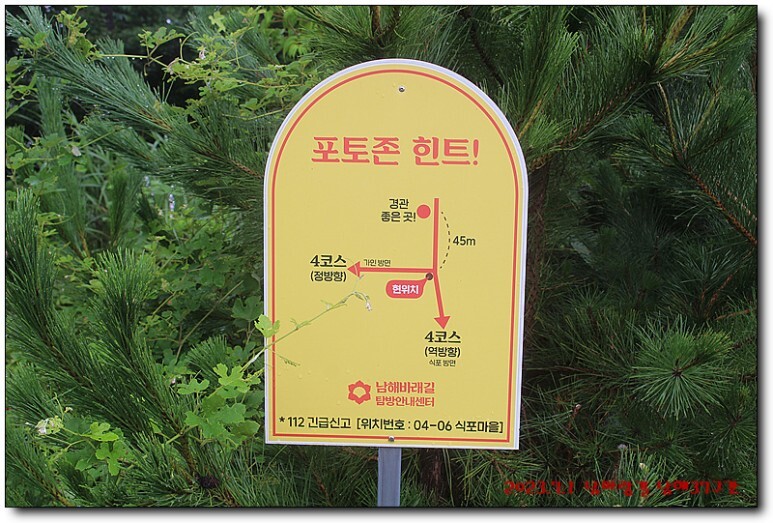 포토존 힌트!
경관
좋은 곳!
45m
4코스
(정방향)
가인 방면
현위치
4코스
(역방향)
식포 방면
남해바래길
탐방안내센터
*112 긴급신고 [위치번호 : 04-06 식포마을]